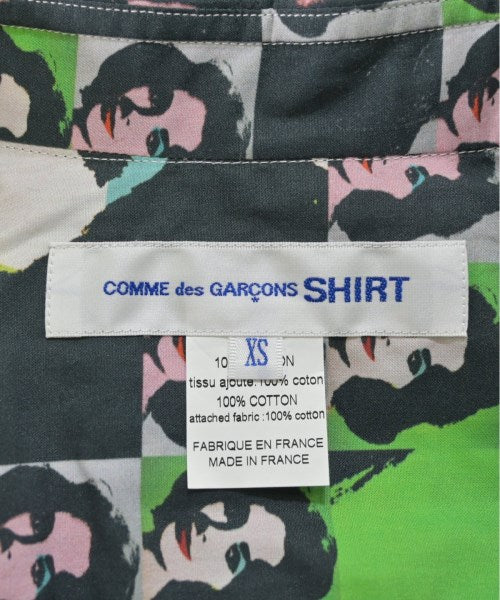 COMME des GARÇONS SHIRT
XS
tissu ajoute:100% coton
100% COTTON
attached fabric :100% cotton
FABRIQUE EN FRANCE
MADE IN FRANCE